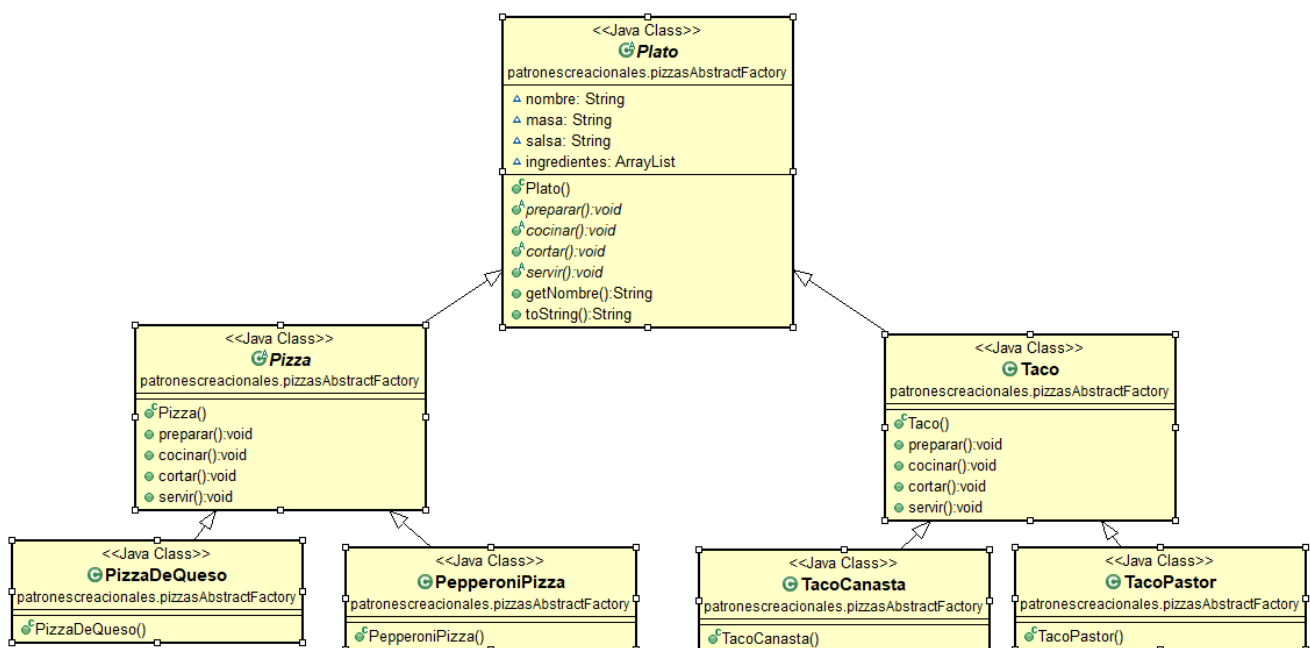 <<Java Class>>
Plato
patronescreacionales.pizzasAbstractFactory
nombre: String
masa: String
salsa: String
ingredientes: ArrayList
Plato()
preparar():void
cocinar():void
cortar():void
servir():void
getNombre():String
toString():String
<<Java Class>>
Pizza
patronescreacionales.pizzasAbstractFactory
Pizza()
preparar():void
cocinar():void
cortar():void
servir():void
<<Java Class>>
Taco
patronescreacionales.pizzasAbstractFactory
Taco()
preparar():void
cocinar():void
cortar():void
servir():void
<<Java Class>>
PizzaDeQueso
patronescreacionales.pizzasAbstractFactory
PizzaDeQueso()
<<Java Class>>
PepperoniPizza
patronescreacionales.pizzasAbstractFactory
PepperoniPizza()
<<Java Class>>
TacoCanasta
patronescreacionales.pizzasAbstractFactory
TacoCanasta()
<<Java Class>>
TacoPastor
patronescreacionales.pizzasAbstractFactory
TacoPastor()